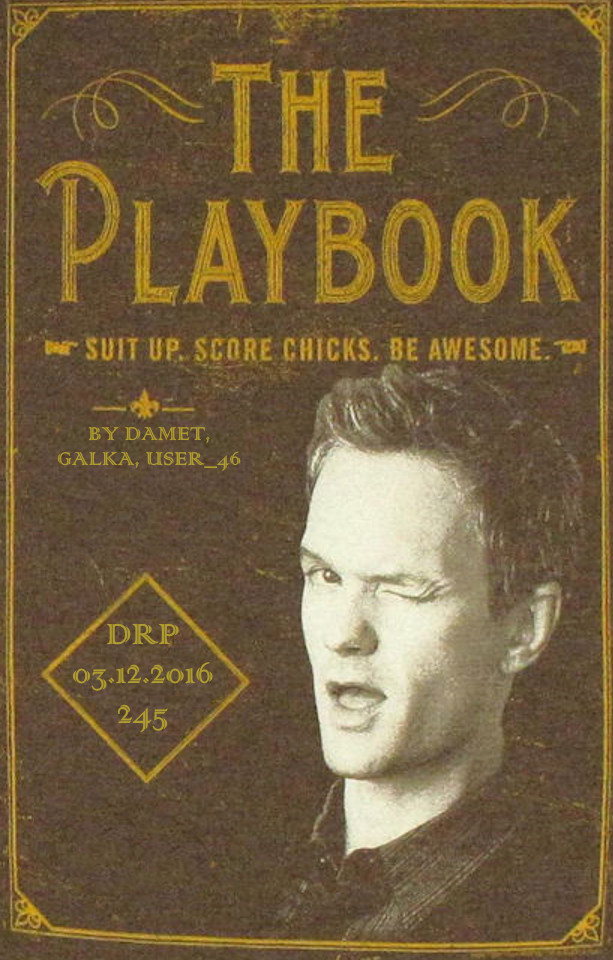 THE
PLAYBOOK
SUIT UP. SCORE CHICKS. BE AWESOME.
BY DAMET,
GALKA, USER_46
DRP
03.12.2016
245